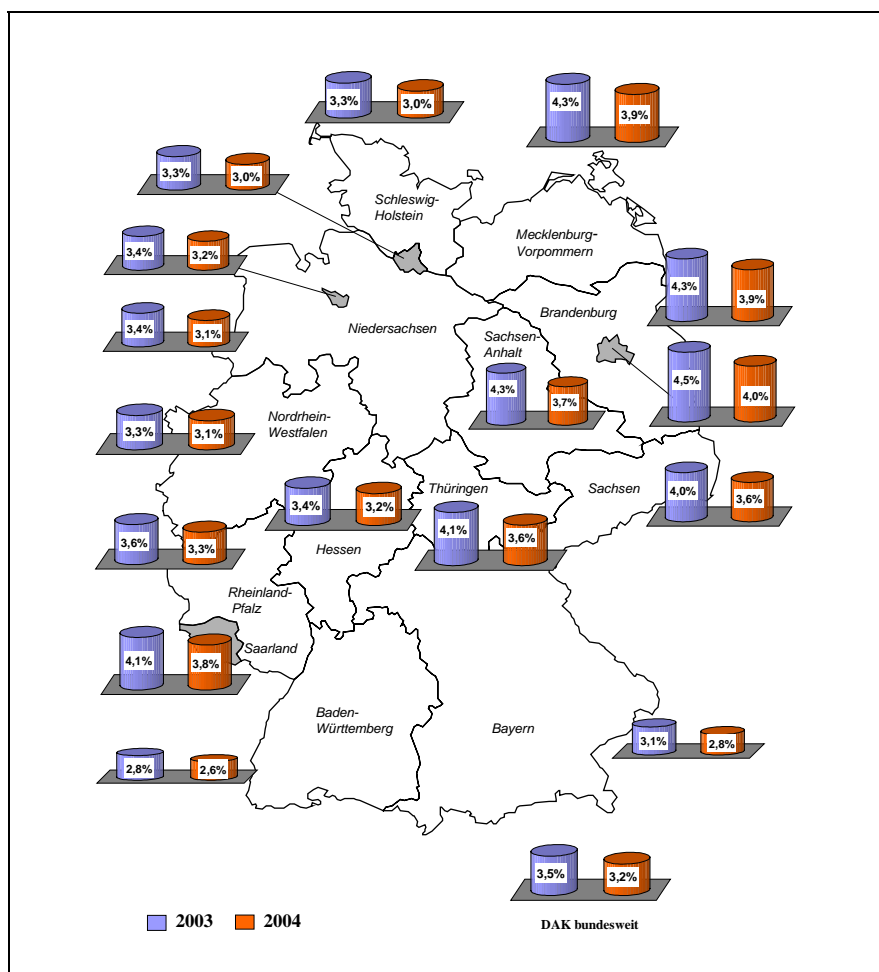 3,3% 3,0%
4,3% 3,9%
3,3% 3,0%
Schleswig-
Holstein
Mecklenburg-
Vorpommern
3,4% 3,2%
4,3% 3,9%
Brandenburg
3,4% 3,1%
Niedersachsen
Sachsen-
Anhalt
4,5% 4,0%
4,3% 3,7%
3,3% 3,1%
Nordrhein-
Westfalen
3,4% 3,2%
Thüringen
Sachsen
4,0% 3,6%
3,6% 3,3%
Hessen
4,1% 3,6%
Rheinland-
Pfalz
Saarland
4,1% 3,8%
Baden-
Württemberg
Bayern
3,1% 2,8%
2,8% 2,6%
3,5% 3,2%
2003 2004
DAK bundesweit